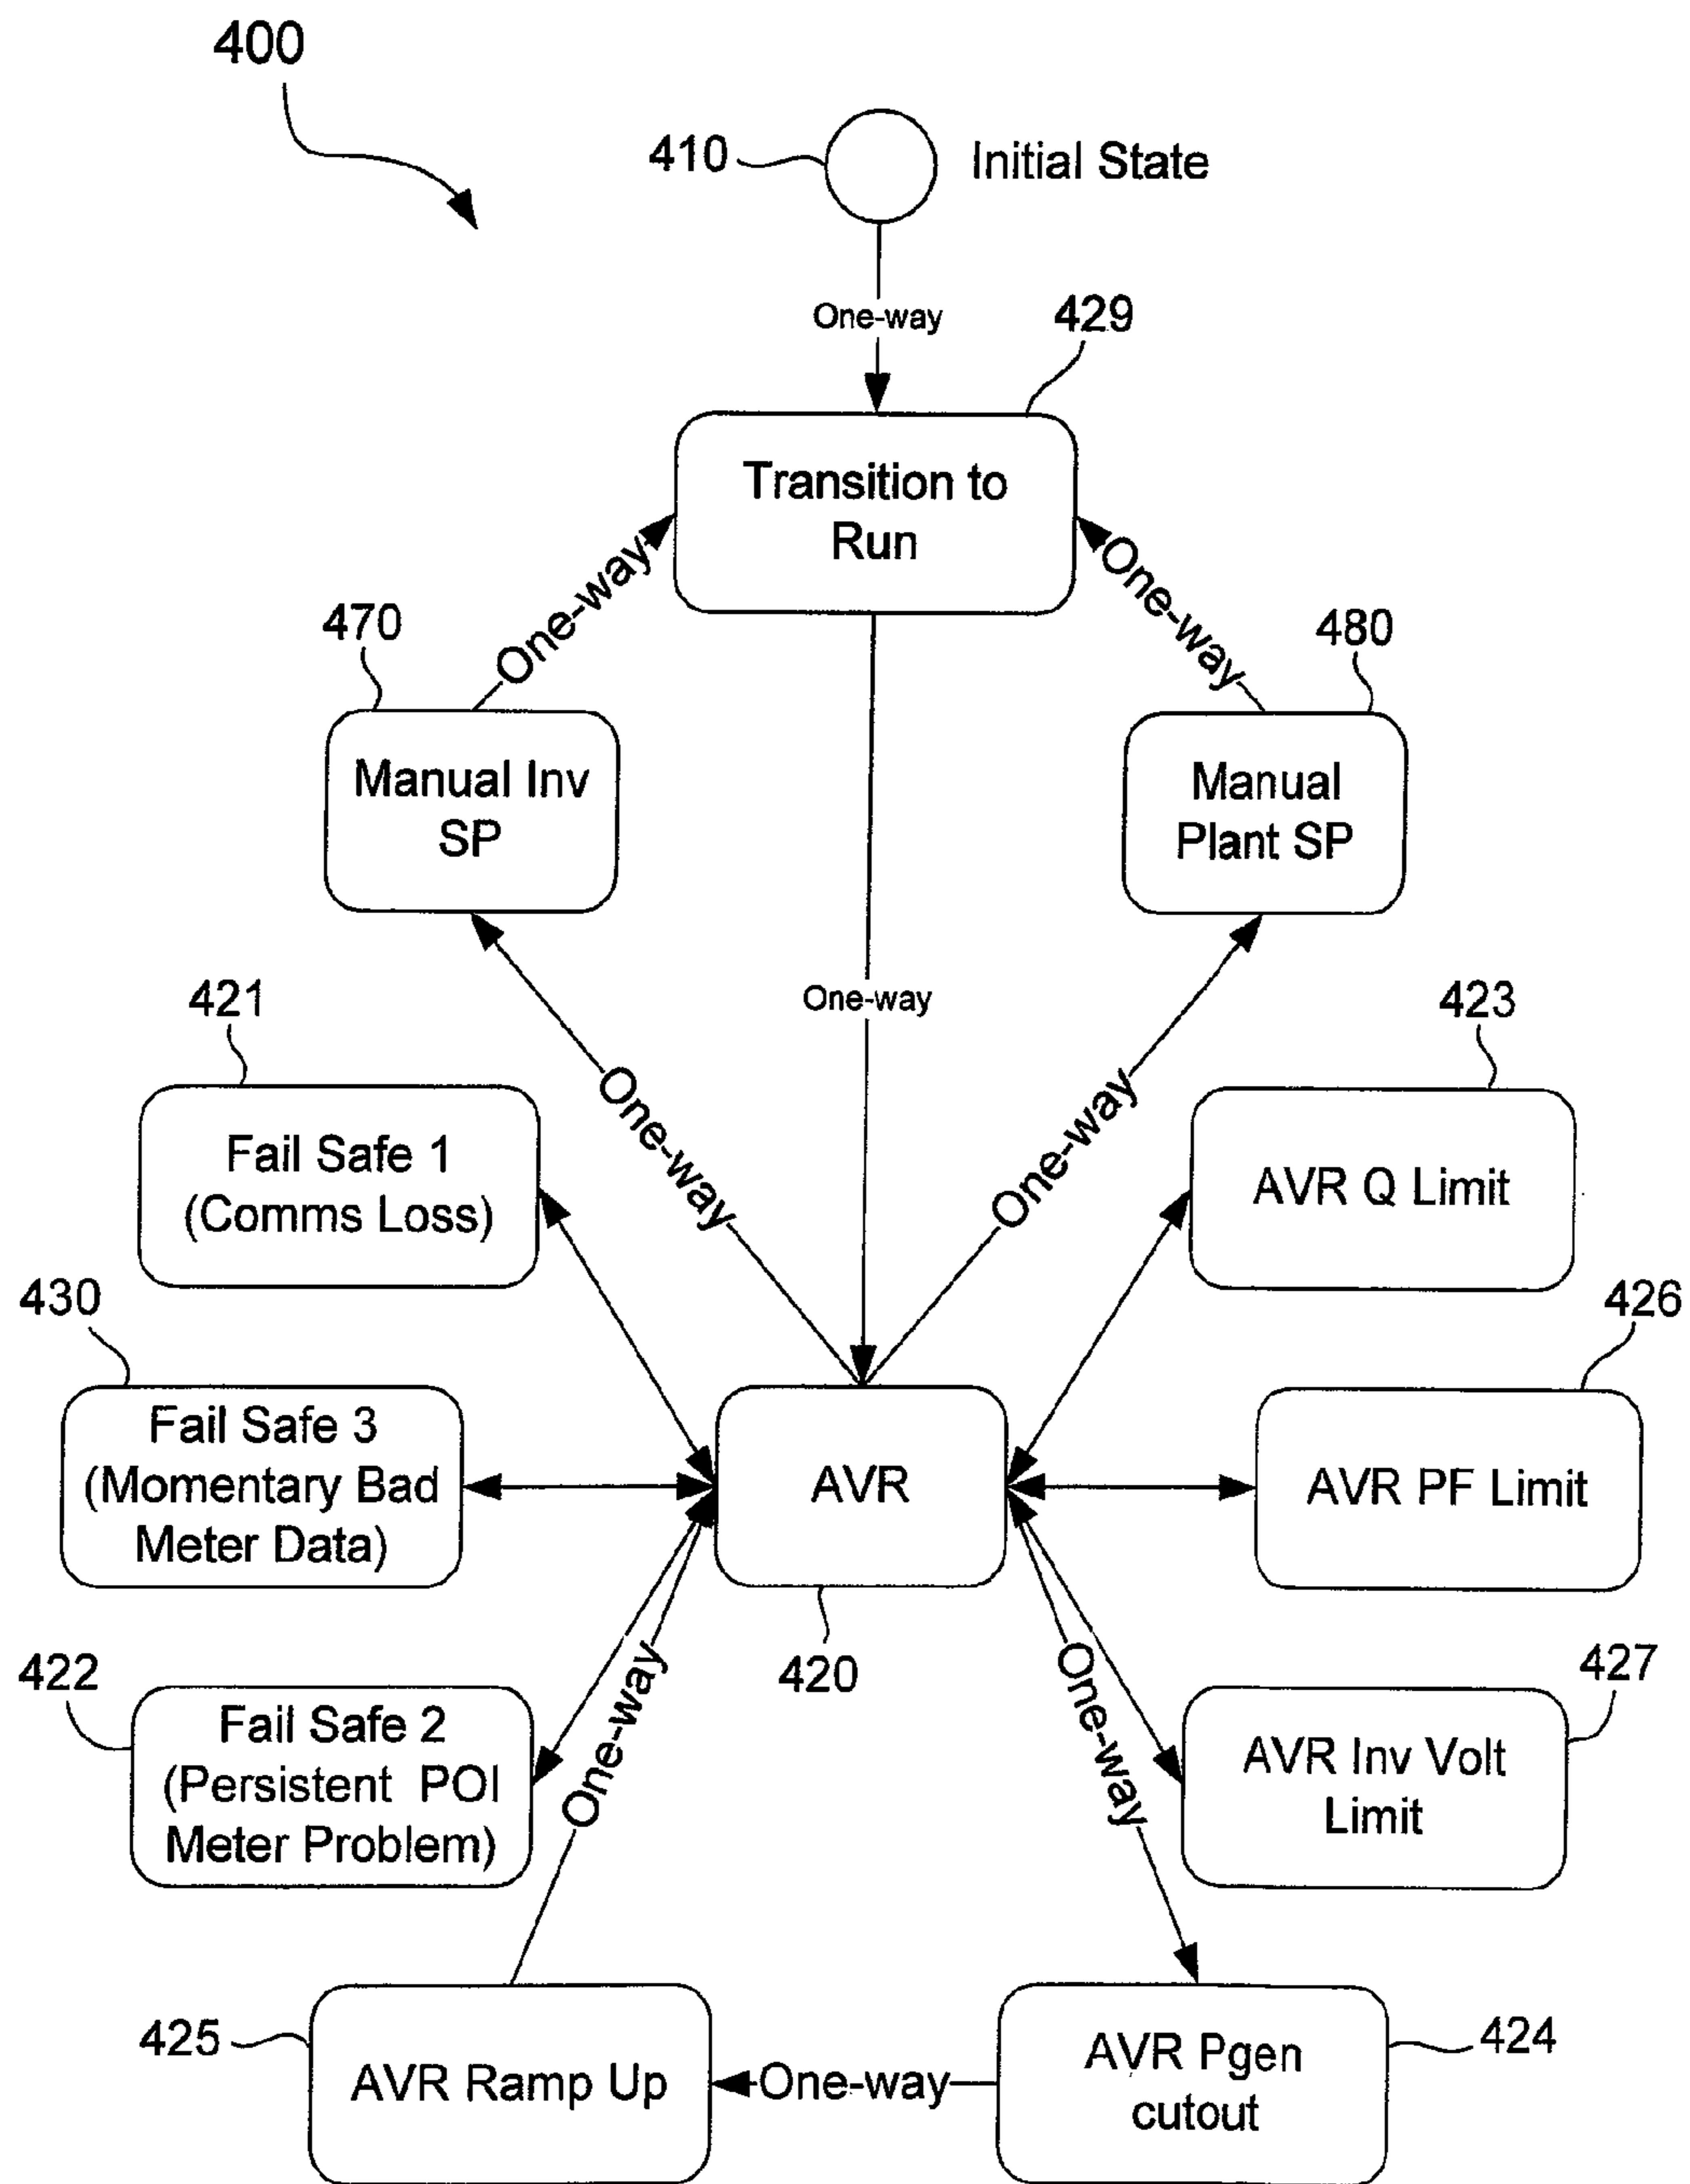 400
410
Initial State
One-way
429
Transition to
Run
One-way
One-way
470
480
Manual Inv
SP
Manual
Plant SP
One-way
421
423
One-way
One-way
Fail Safe 1
(Comms Loss)
AVR Q Limit
430
426
Fail Safe 3
(Momentary Bad
Meter Data)
AVR
AVR PF Limit
420
422
427
One-way
One-way
Fail Safe 2
(Persistent POI
Meter Problem)
AVR Inv Volt
Limit
425
424
AVR Ramp Up
One-way
AVR Pgen
cutout